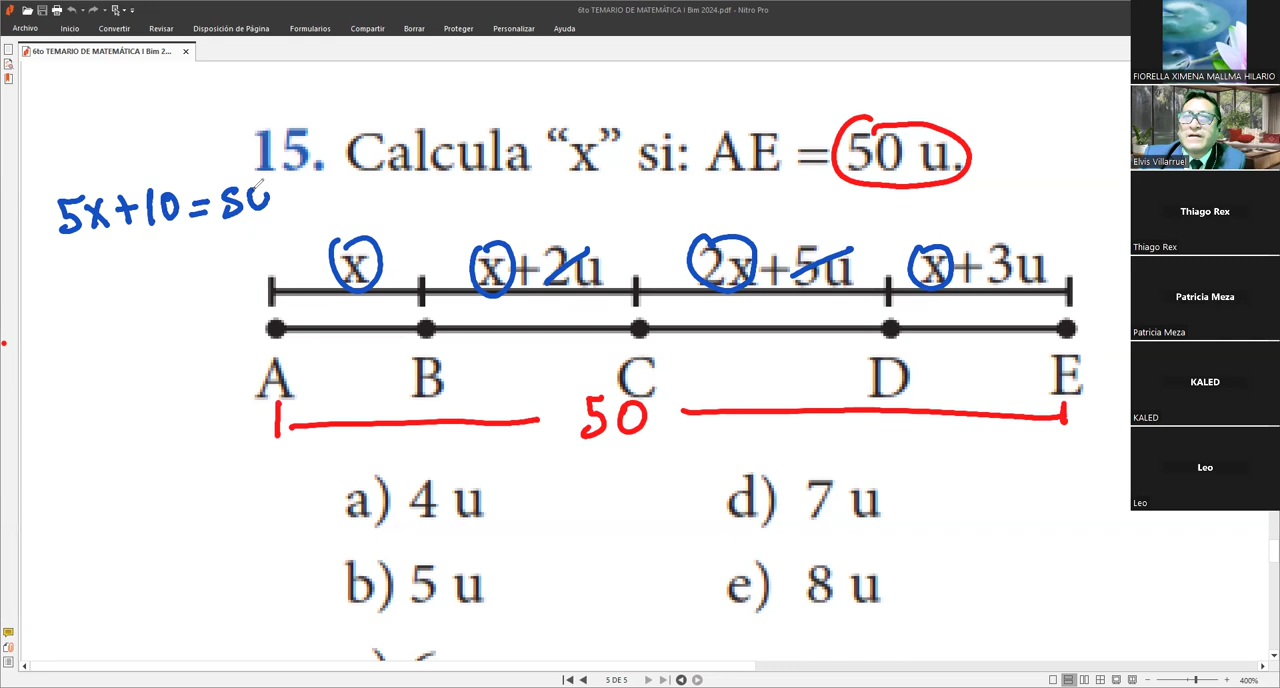 6to TEMARIO DE MATEMÁTICA I Bim 2024.pdf - Nitro Pro
Archivo Inicio Convertir Revisar Disposición de Página Formularios Compartir Borrar Proteger Personalizar Ayuda
6to TEMARIO DE MATEMÁTICA I Bim 2...
FIORELLA XIMENA MALLMA HILARIO
Elvis Villarruel
Thiago Rex
Thiago Rex
Patricia Meza
Patricia Meza
KALED
KALED
Leo
Leo
15. Calcula “x” si: AE = 50 u.
5x+10=50
x x+2u 2x+5u x+3u
A B C D E
50
a) 4 u d) 7 u
b) 5 u e) 8 u
5 DE 5
400%